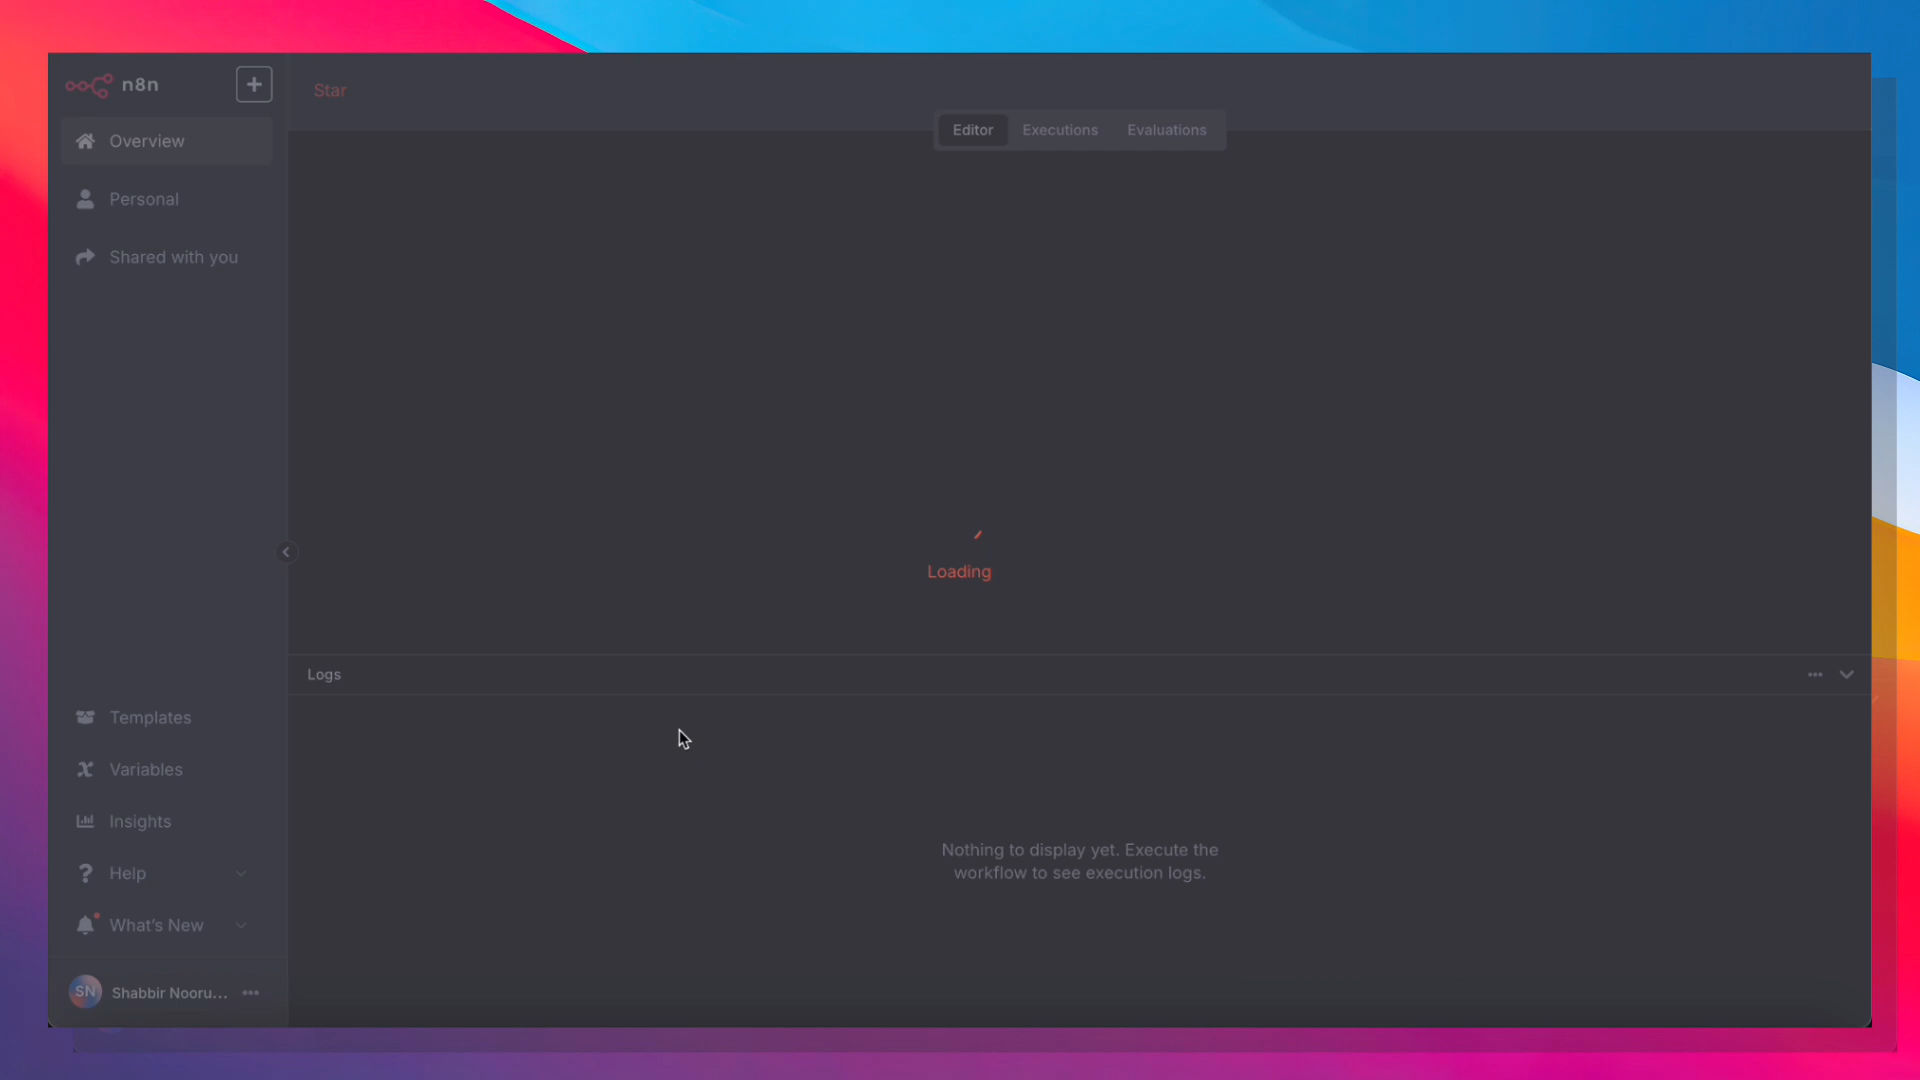 n8n
Overview
Personal
Shared with you
Templates
Variables
Insights
Help
What's New
SN
Shabbir Nooru...
Star
Editor
Executions
Evaluations
Loading
Logs
Nothing to display yet. Execute the
workflow to see execution logs.